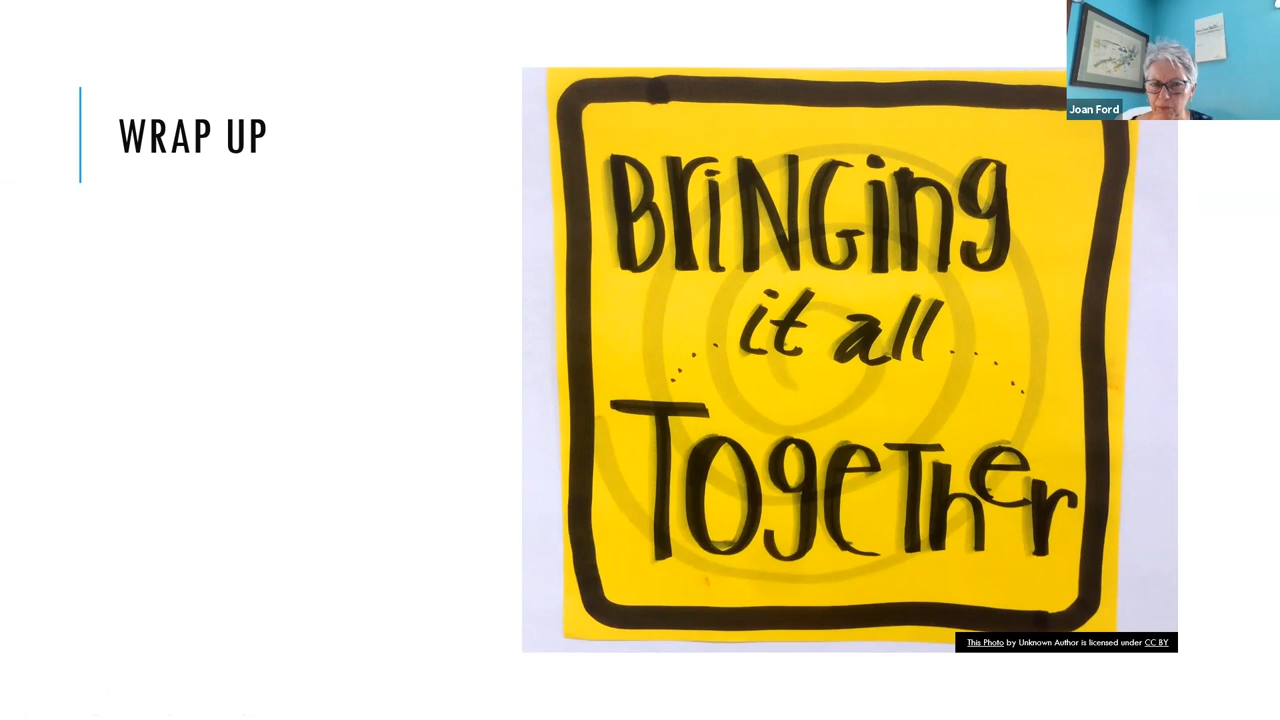 WRAP UP
BriNGing
it all
TogeTher
Joan Ford
This Photo by Unknown Author is licensed under CC BY